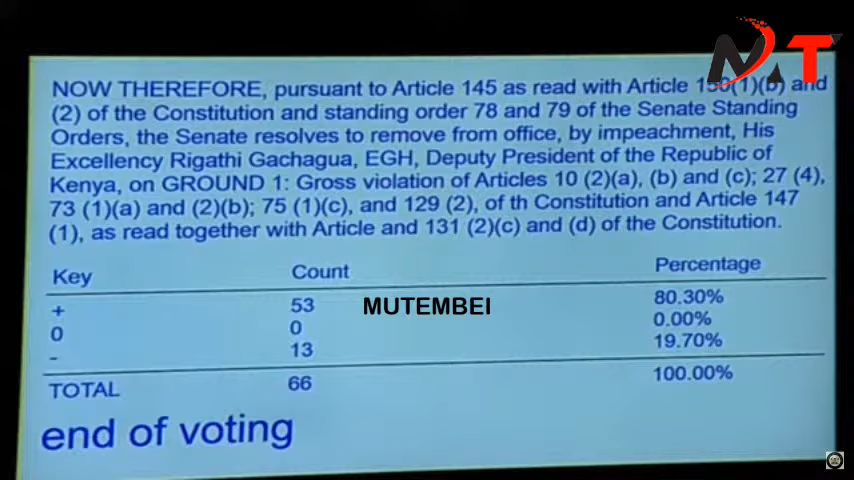 MT
NOW THEREFORE, pursuant to Article 145 as read with Article 150(1)(b) and
(2) of the Constitution and standing order 78 and 79 of the Senate Standing
Orders, the Senate resolves to remove from office, by impeachment, His
Excellency Rigathi Gachagua, EGH, Deputy President of the Republic of
Kenya, on GROUND 1: Gross violation of Articles 10 (2)(a), (b) and (c); 27 (4),
73 (1)(a) and (2)(b); 75 (1)(c), and 129 (2), of th Constitution and Article 147
(1), as read together with Article and 131 (2)(c) and (d) of the Constitution.
Key Count Percentage
+ 53 MUTEMBEI 80.30%
0 0 0.00%
- 13 19.70%
TOTAL 66 100.00%
end of voting